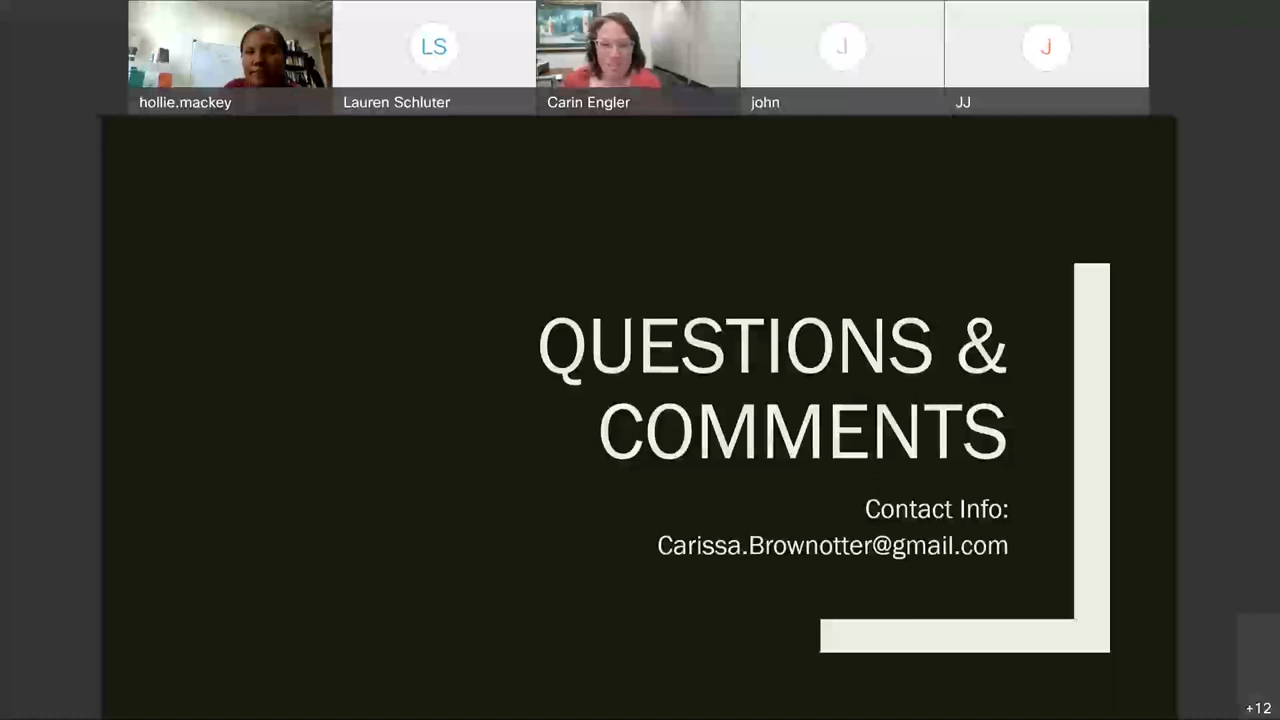 hollie.mackey
LS
Lauren Schluter
Carin Engler
J
john
J
JJ
QUESTIONS &
COMMENTS
Contact Info:
Carissa.Brownotter@gmail.com
+12